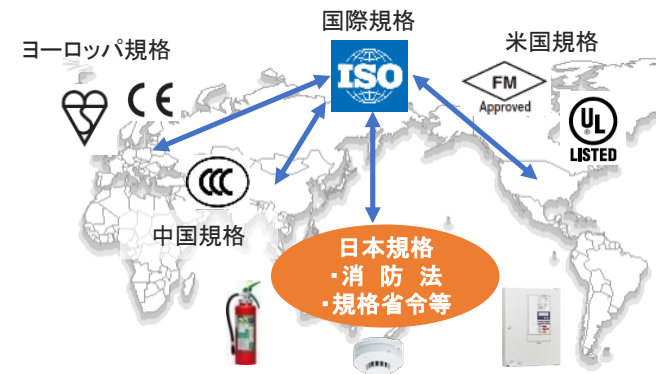 国際規格
ヨーロッパ規格
米国規格
ISO
CE
FM
Approved
UL
LISTED
CCC
中国規格
日本規格
・消 防 法
・規格省令等